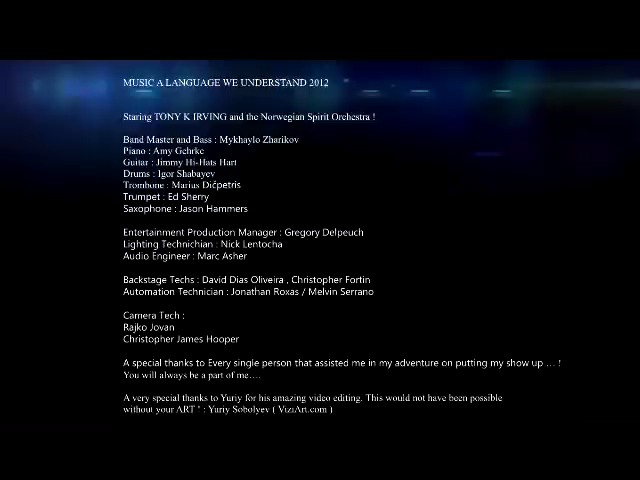 MUSIC A LANGUAGE WE UNDERSTAND 2012
Staring TONY K IRVING and the Norwegian Spirit Orchestra !
Band Master and Bass : Mykhaylo Zharikov
Piano : Amy Gehrke
Guitar : Jimmy Hi-Hats Hart
Drums : Igor Shabayev
Trombone : Marius Dičpetris
Trumpet : Ed Sherry
Saxophone : Jason Hammers
Entertainment Production Manager : Gregory Delpeuch
Lighting Technichian : Nick Lentocha
Audio Engineer : Marc Asher
Backstage Techs : David Dias Oliveira , Christopher Fortin
Automation Technician : Jonathan Roxas / Melvin Serrano
Camera Tech :
Rajko Jovan
Christopher James Hooper
A special thanks to Every single person that assisted me in my adventure on putting my show up ... !
You will always be a part of me....
A very special thanks to Yuriy for his amazing video editing. This would not have been possible
without your ART ! : Yuriy Sobolyev ( ViziArt.com )